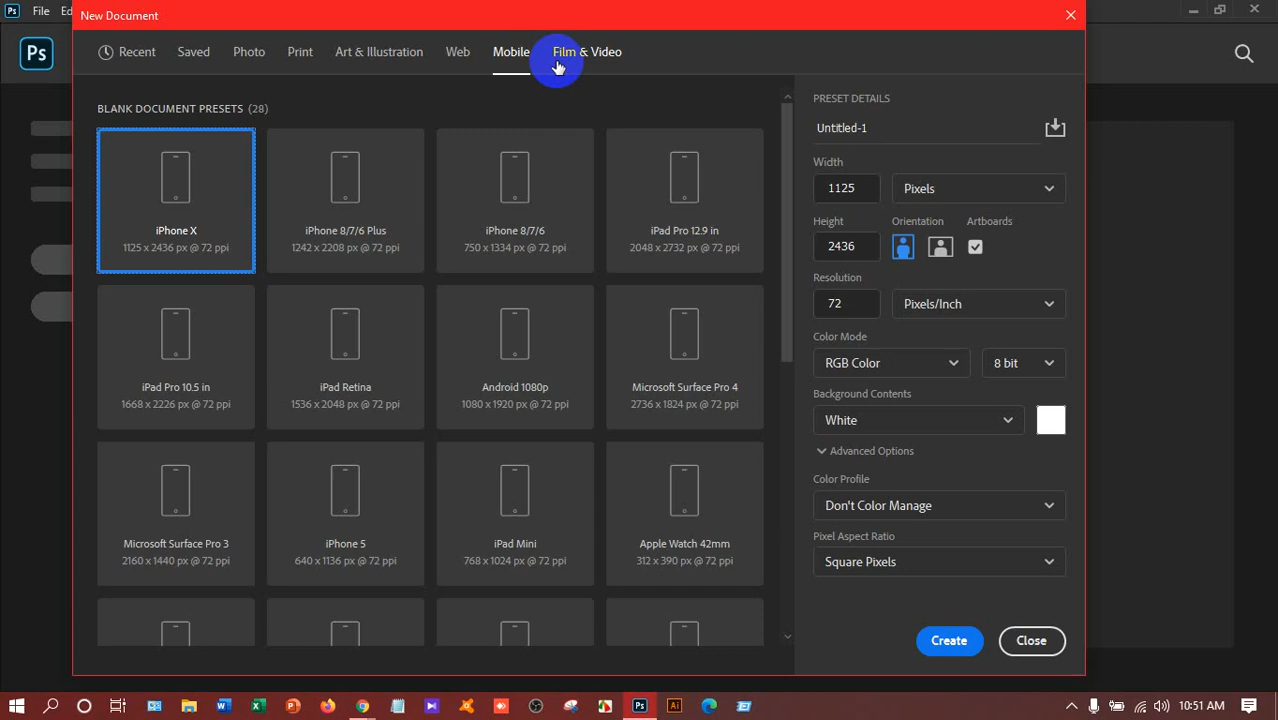 Ps File Ed
New Document
Ps
Recent Saved Photo Print Art & Illustration Web Mobile Film & Video
BLANK DOCUMENT PRESETS (28)
iPhone X
1125 x 2436 px @ 72 ppi
iPhone 8/7/6 Plus
1242 x 2208 px @ 72 ppi
iPhone 8/7/6
750 x 1334 px @ 72 ppi
iPad Pro 12.9 in
2048 x 2732 px @ 72 ppi
iPad Pro 10.5 in
1668 x 2226 px @ 72 ppi
iPad Retina
1536 x 2048 px @ 72 ppi
Android 1080p
1080 x 1920 px @ 72 ppi
Microsoft Surface Pro 4
2736 x 1824 px @ 72 ppi
Microsoft Surface Pro 3
2160 x 1440 px @ 72 ppi
iPhone 5
640 x 1136 px @ 72 ppi
iPad Mini
768 x 1024 px @ 72 ppi
Apple Watch 42mm
312 x 390 px @ 72 ppi
PRESET DETAILS
Untitled-1
Width
1125 Pixels
Height Orientation Artboards
2436
Resolution
72 Pixels/Inch
Color Mode
RGB Color 8 bit
Background Contents
White
Advanced Options
Color Profile
Don't Color Manage
Pixel Aspect Ratio
Square Pixels
Create Close
Ps Ai
10:51 AM